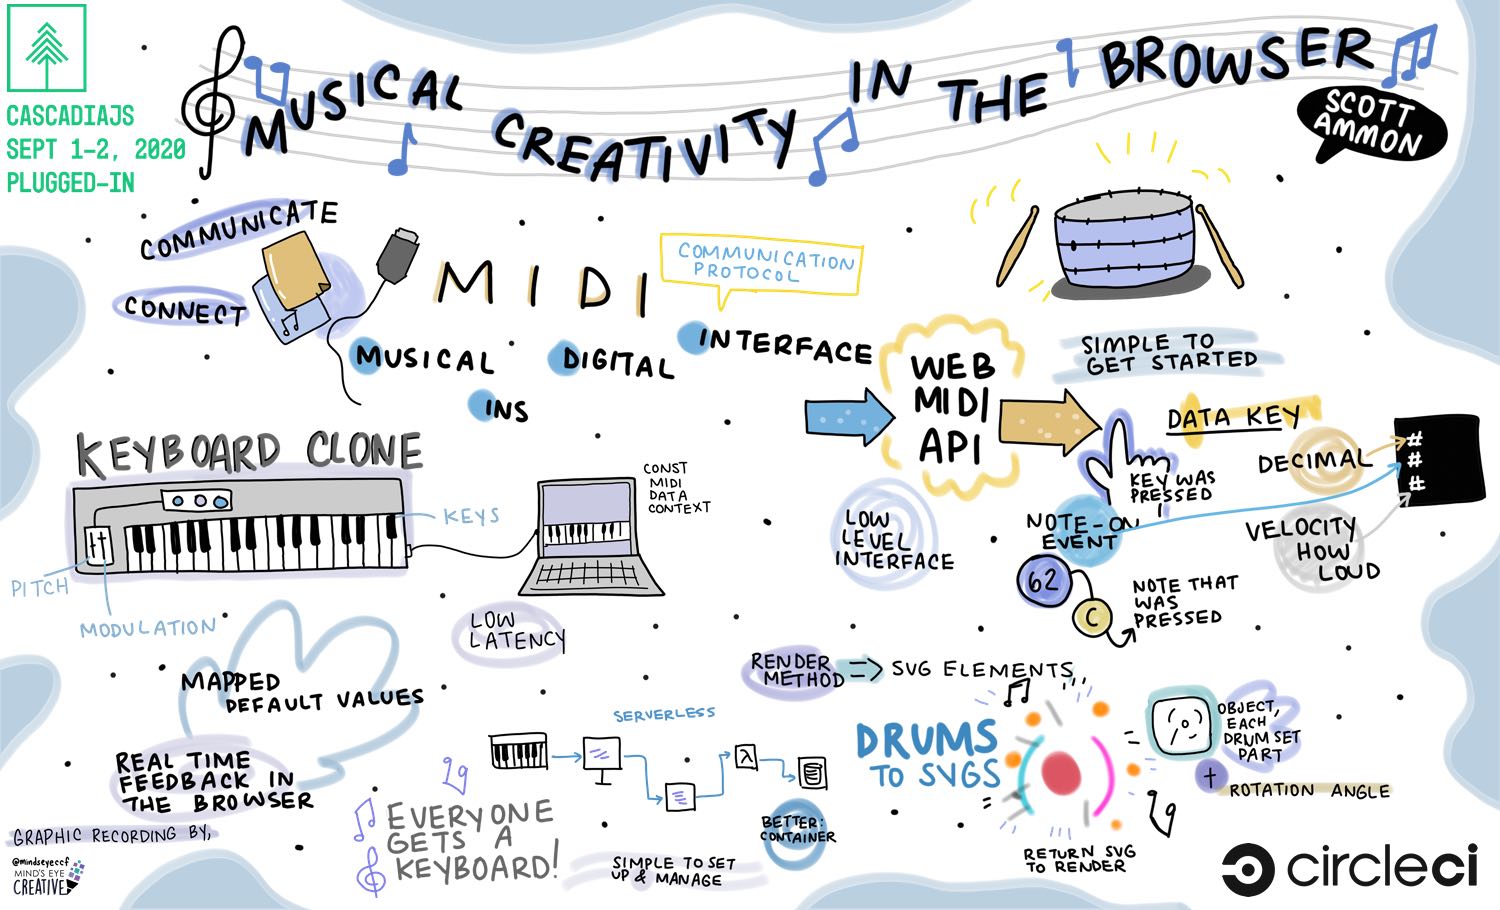 CASCADIAJS
SEPT 1-2, 2020
PLUGGED-IN
MUSICAL CREATIVITY IN THE BROWSER
SCOTT
AMMON
COMMUNICATE
CONNECT
MIDI
COMMUNICATION
PROTOCOL
MUSICAL
INS
DIGITAL
INTERFACE
WEB
MIDI
API
SIMPLE TO
GET STARTED
DATA KEY
KEY WAS
PRESSED
DECIMAL
#
#
#
NOTE-ON
EVENT
62
C
NOTE THAT
WAS
PRESSED
VELOCITY
HOW
LOUD
LOW
LEVEL
INTERFACE
KEYBOARD CLONE
KEYS
PITCH
MODULATION
CONST
MIDI
DATA
CONTEXT
LOW
LATENCY
MAPPED
DEFAULT VALUES
REAL TIME
FEEDBACK IN
THE BROWSER
RENDER
METHOD
=> SVG ELEMENTS
SERVERLESS
λ
BETTER:
CONTAINER
EVERYONE
GETS A
KEYBOARD!
SIMPLE TO SET
UP & MANAGE
DRUMS
TO SVGS
RETURN SVG
TO RENDER
OBJECT,
EACH
DRUM SET
PART
+ ROTATION ANGLE
GRAPHIC RECORDING BY,
@mindseyeccf
MIND'S EYE
CREATIVE
circleci